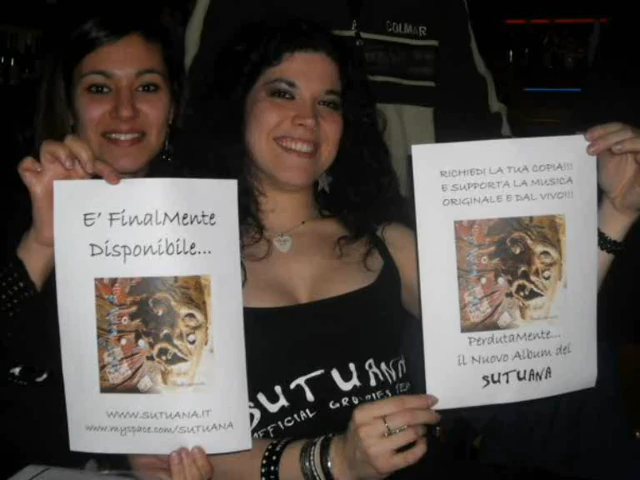 COLMAR
E' FinalMente
Disponibile...
WWW.SUTUANA.IT
www.myspace.com/SUTUANA
RICHIEDI LA TUA COPIA!!!
E SUPPORTA LA MUSICA
ORIGINALE E DAL VIVO!!!
PerdutaMente...
il Nuovo Album dei
SUTUANA
SUTUANA
OFFICIAL GROUPIES